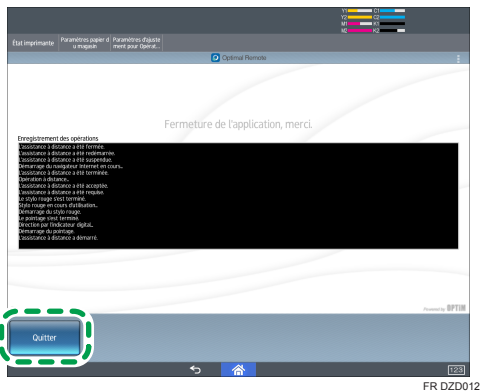 Y1 C1
Y2 C2
M1 K1
M2 K2
Etat imprimante
Paramètres papier d
u magasin
Paramètres d'ajuste
ment pour Opérat...
Optimal Remote
Fermeture de l'application, merci.
Enregistrement des opérations
L'assistance à distance a été fermée.
L'assistance à distance a été redémarrée.
L'assistance à distance a été suspendue.
Démarrage du navigateur Internet en cours..
L'assistance à distance a été terminée.
Opération à distance..
L'assistance à distance a été acceptée.
L'assistance à distance a été requise.
Le stylo rouge s'est terminé.
Stylo rouge en cours d'utilisation..
Démarrage du stylo rouge.
Le pointage s'est terminé.
Direction par l'indicateur digital..
Démarrage du pointage.
L'assistance à distance a démarré.
Powered by OPTiM
Quitter
123
FR DZD012